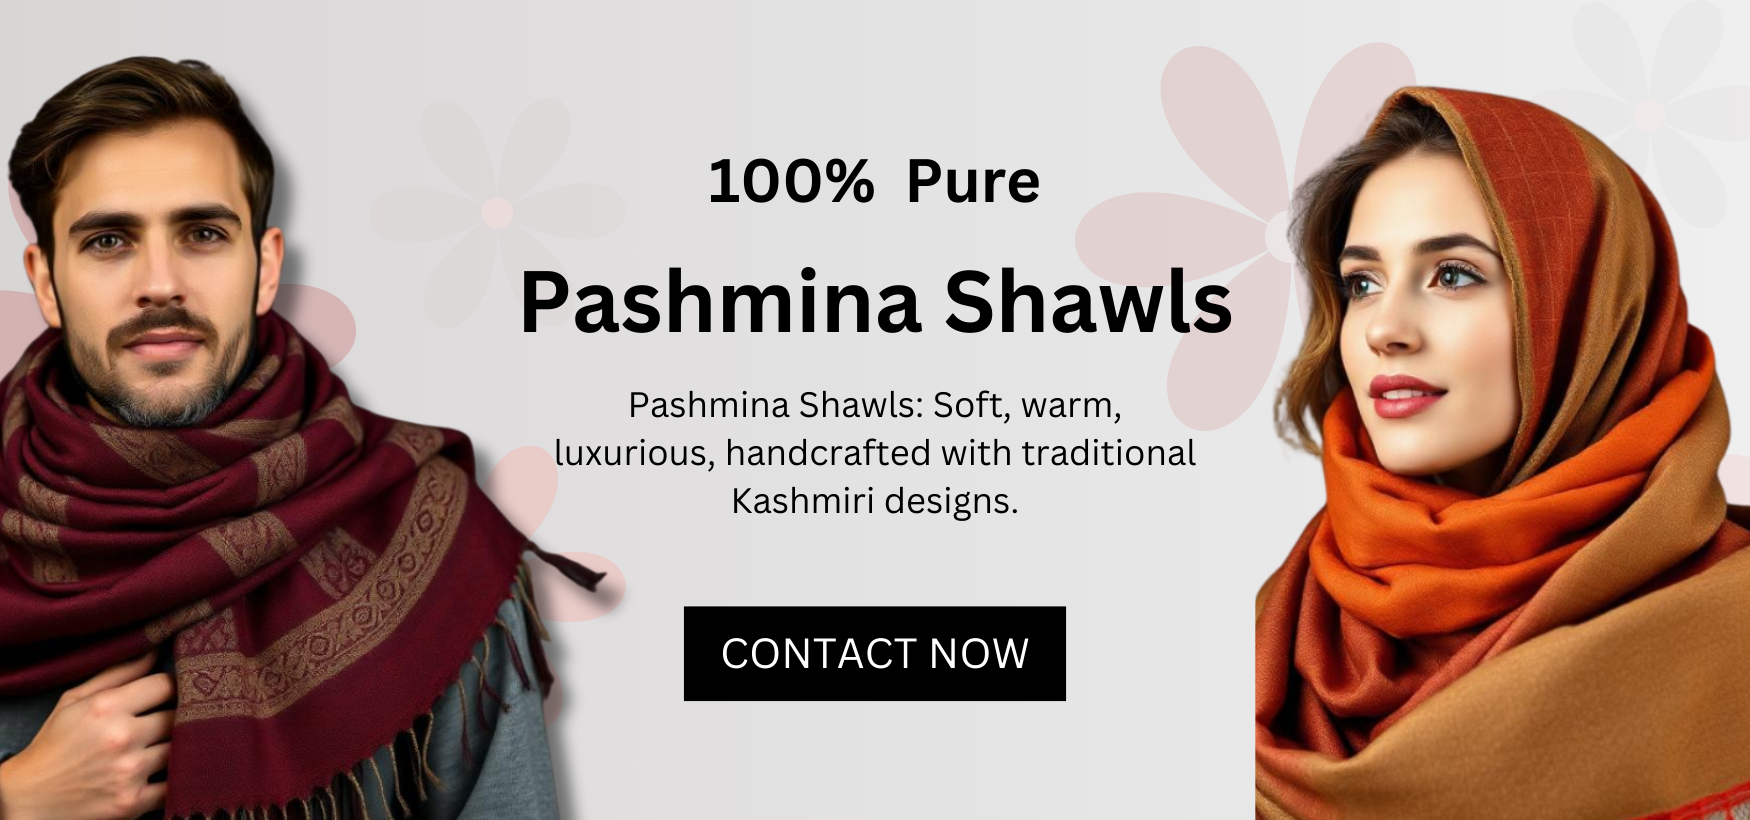 100% Pure
Pashmina Shawls
Pashmina Shawls: Soft, warm,
luxurious, handcrafted with traditional
Kashmiri designs.
CONTACT NOW